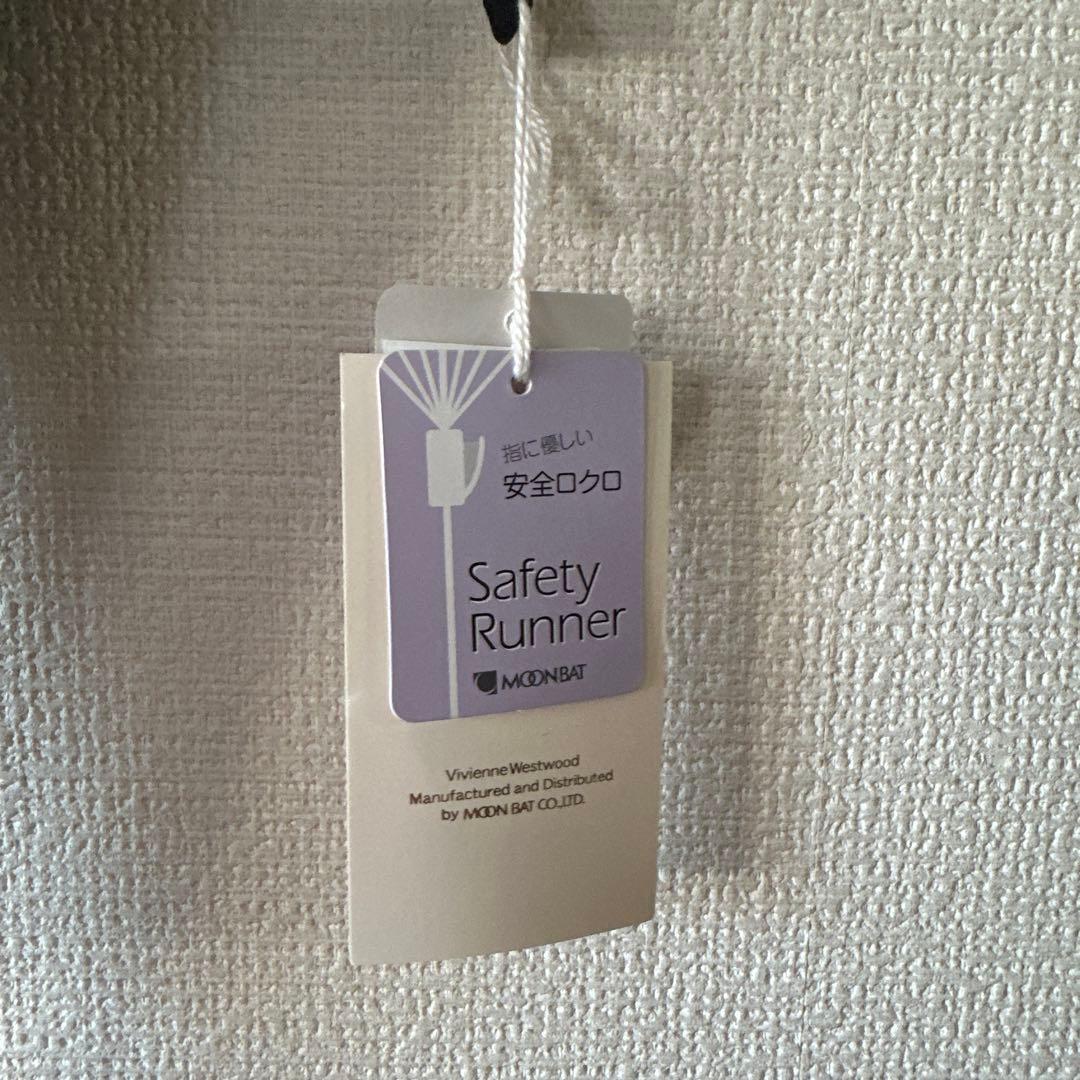 指に優しい
安全ロクロ
Safety
Runner
MOONBAT
Vivienne Westwood
Manufactured and Distributed
by MOON BAT CO.,LTD.